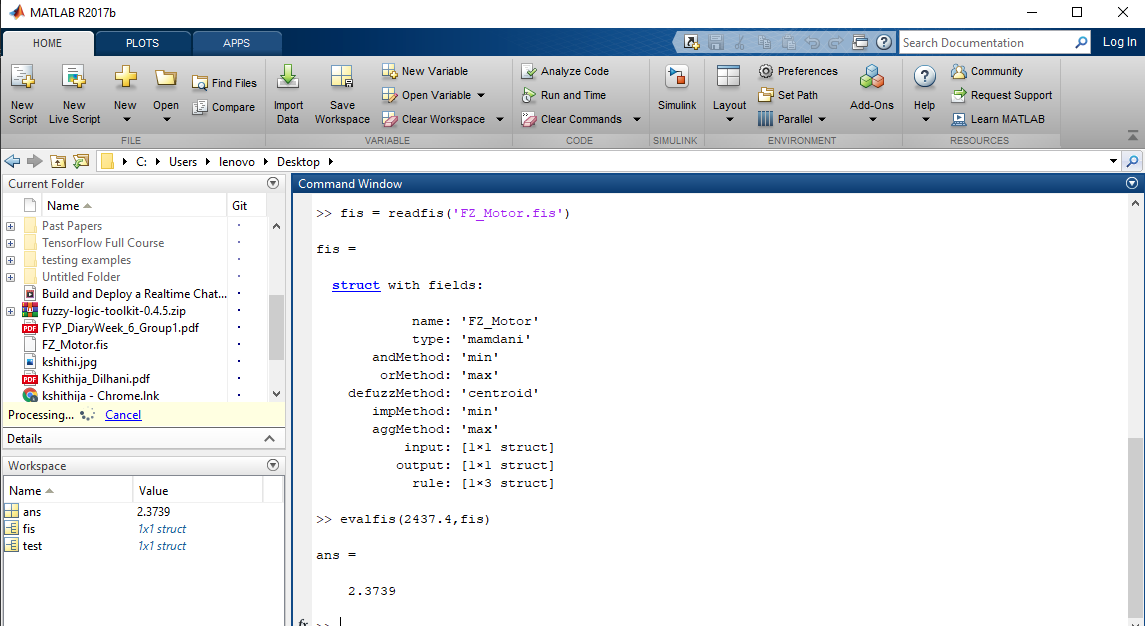 MATLAB R2017b
HOME
PLOTS
APPS
Search Documentation
Log In
New Script
New Live Script
New
Open
Find Files
Compare
Import Data
Save Workspace
New Variable
Open Variable
Clear Workspace
Analyze Code
Run and Time
Clear Commands
Simulink
Layout
Preferences
Set Path
Parallel
Add-Ons
Help
Community
Request Support
Learn MATLAB
FILE
VARIABLE
CODE
SIMULINK
ENVIRONMENT
RESOURCES
C: Users lenovo Desktop
Current Folder
Name Git
Past Papers
TensorFlow Full Course
testing examples
Untitled Folder
Build and Deploy a Realtime Chat...
fuzzy-logic-toolkit-0.4.5.zip
FYP_DiaryWeek_6_Group1.pdf
FZ_Motor.fis
kshithi.jpg
Kshithija_Dilhani.pdf
kshithija - Chrome.lnk
Processing... Cancel
Details
Workspace
Name Value
ans 2.3739
fis 1x1 struct
test 1x1 struct
Command Window
>> fis = readfis('FZ_Motor.fis')
fis =
struct with fields:
name: 'FZ_Motor'
type: 'mamdani'
andMethod: 'min'
orMethod: 'max'
defuzzMethod: 'centroid'
impMethod: 'min'
aggMethod: 'max'
input: [1×1 struct]
output: [1×1 struct]
rule: [1×3 struct]
>> evalfis(2437.4,fis)
ans =
2.3739
fx >>